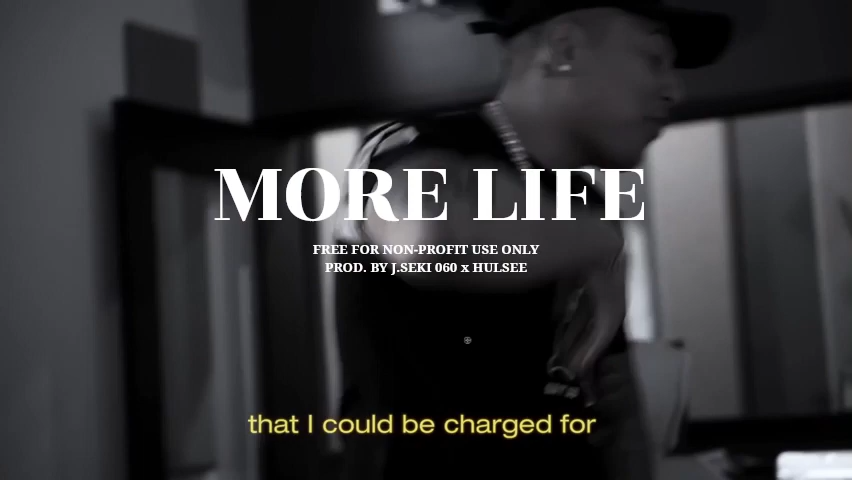 MORE LIFE
FREE FOR NON-PROFIT USE ONLY
PROD. BY J.SEKI 060 x HULSEE
that I could be charged for